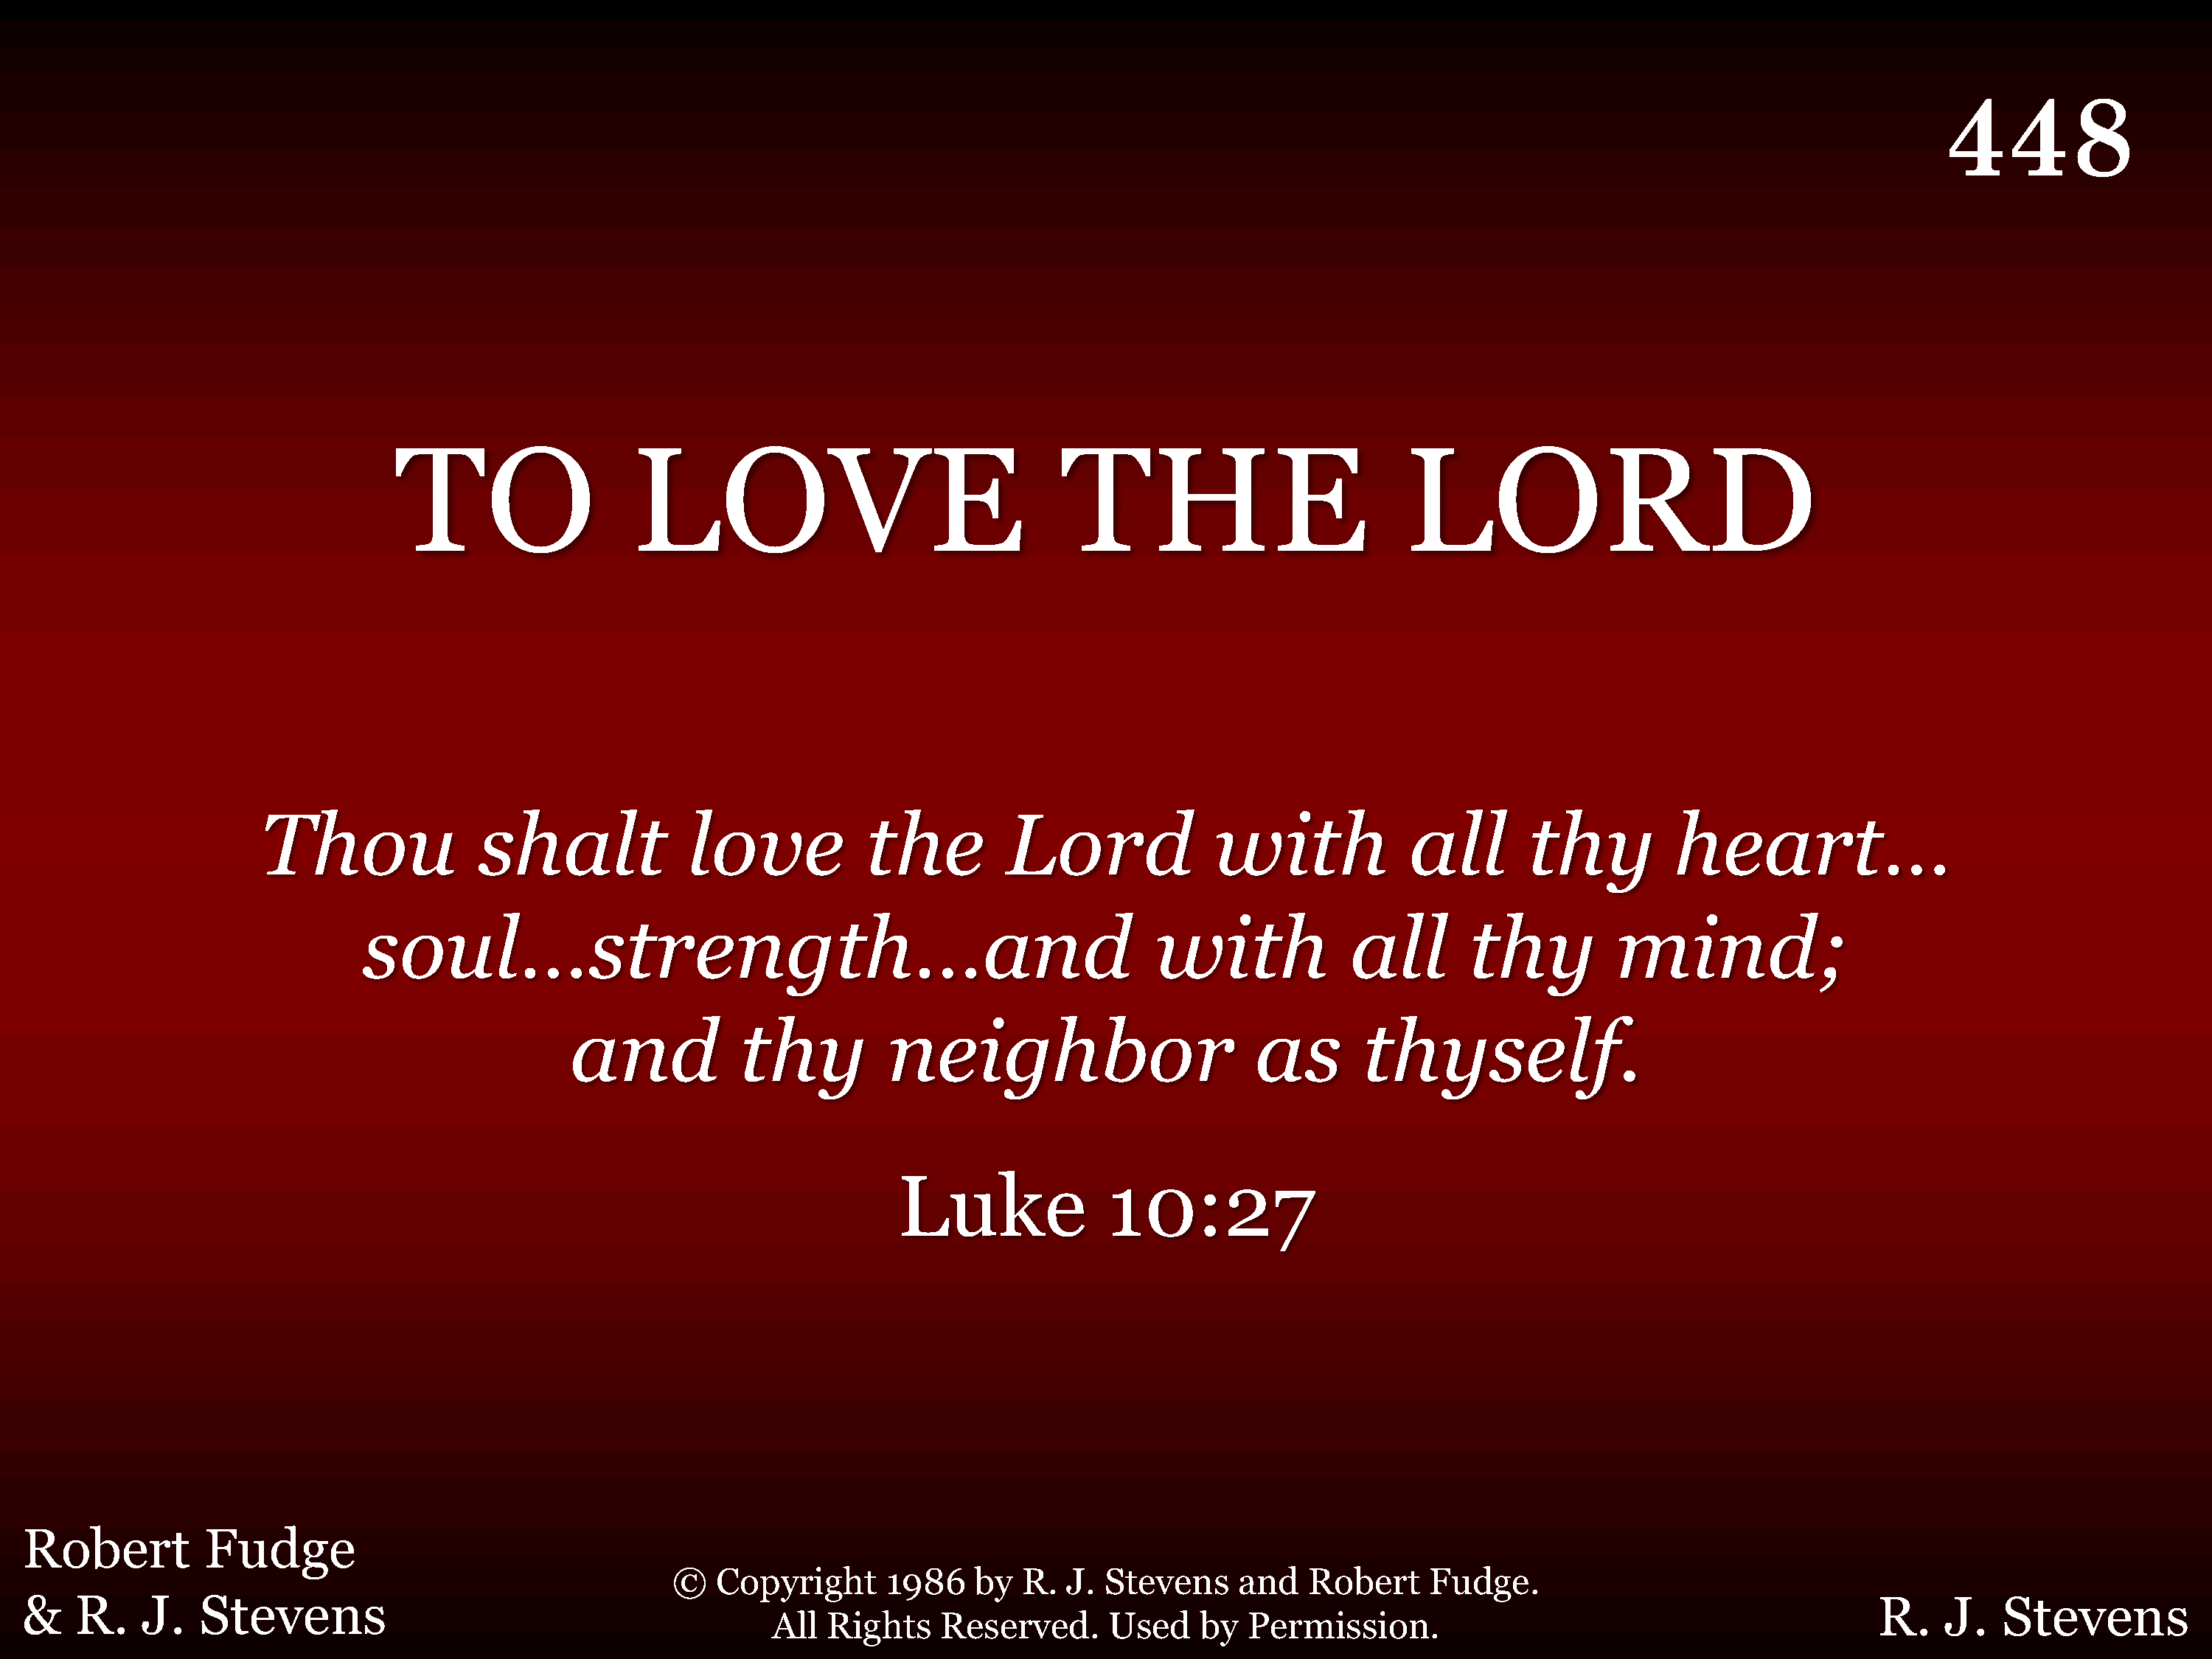 448
TO LOVE THE LORD
Thou shalt love the Lord with all thy heart…
soul…strength…and with all thy mind;
and thy neighbor as thyself.
Luke 10:27
Robert Fudge
& R. J. Stevens
© Copyright 1986 by R. J. Stevens and Robert Fudge.
All Rights Reserved. Used by Permission.
R. J. Stevens